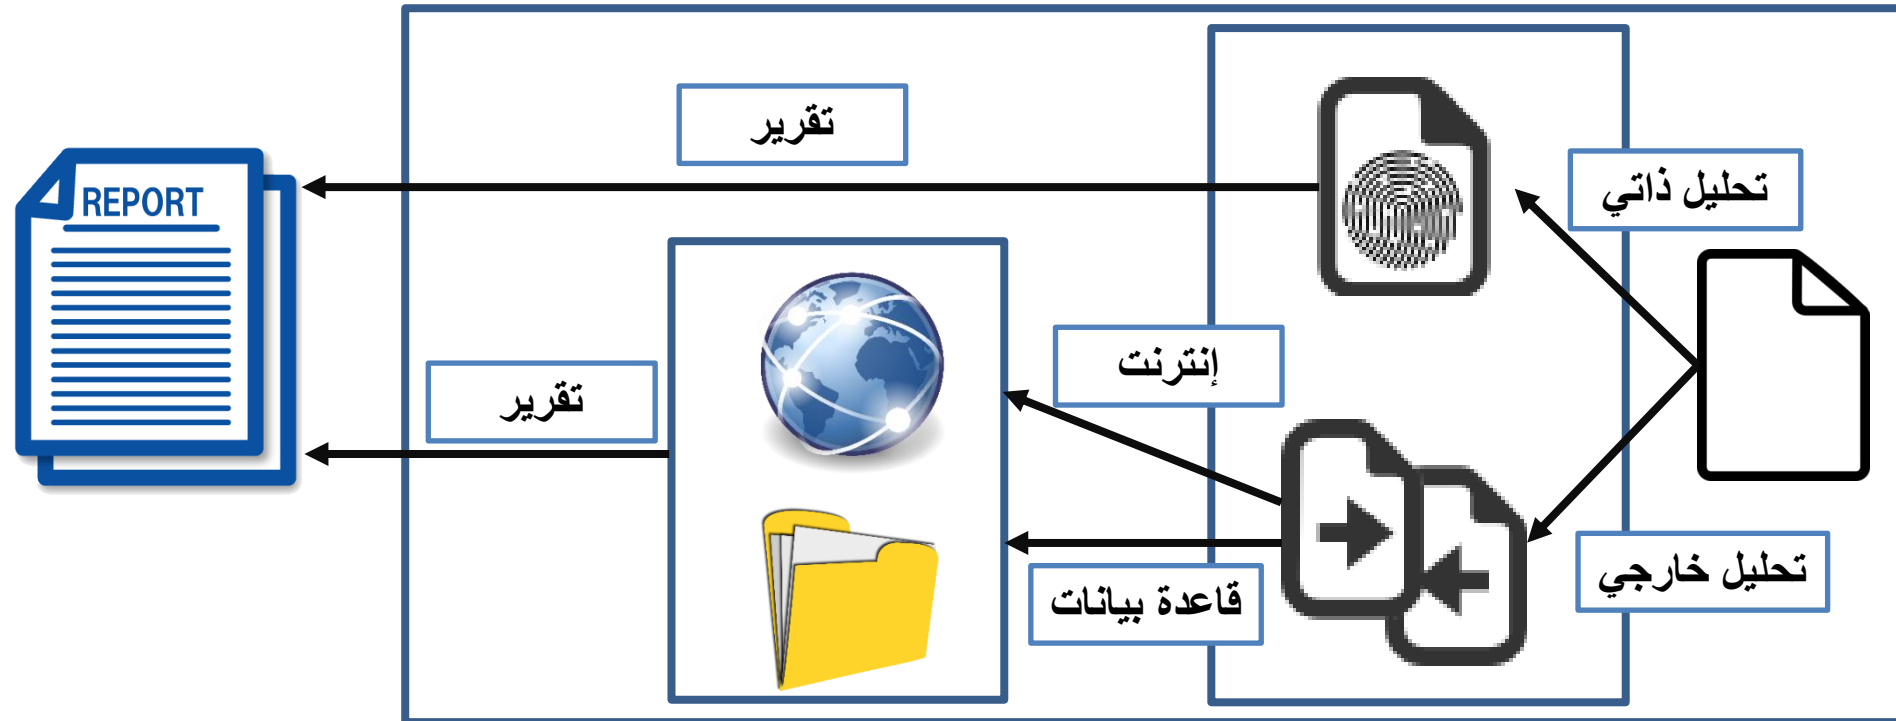 تقرير
تحليل ذاتي
REPORT
إنترنت
تقرير
تحليل خارجي
قاعدة بيانات